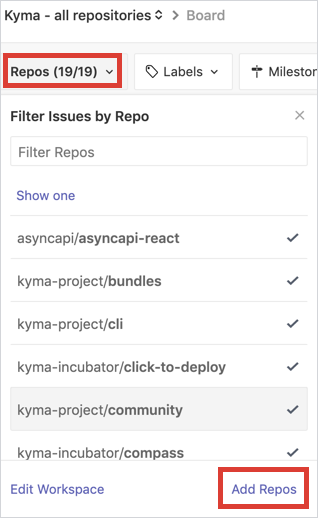 Kyma - all repositories Board
Repos (19/19) Labels Mileston
Filter Issues by Repo
Filter Repos
Show one
asyncapi/asyncapi-react
kyma-project/bundles
kyma-project/cli
kyma-incubator/click-to-deploy
kyma-project/community
kyma-incubator/compass
Edit Workspace Add Repos